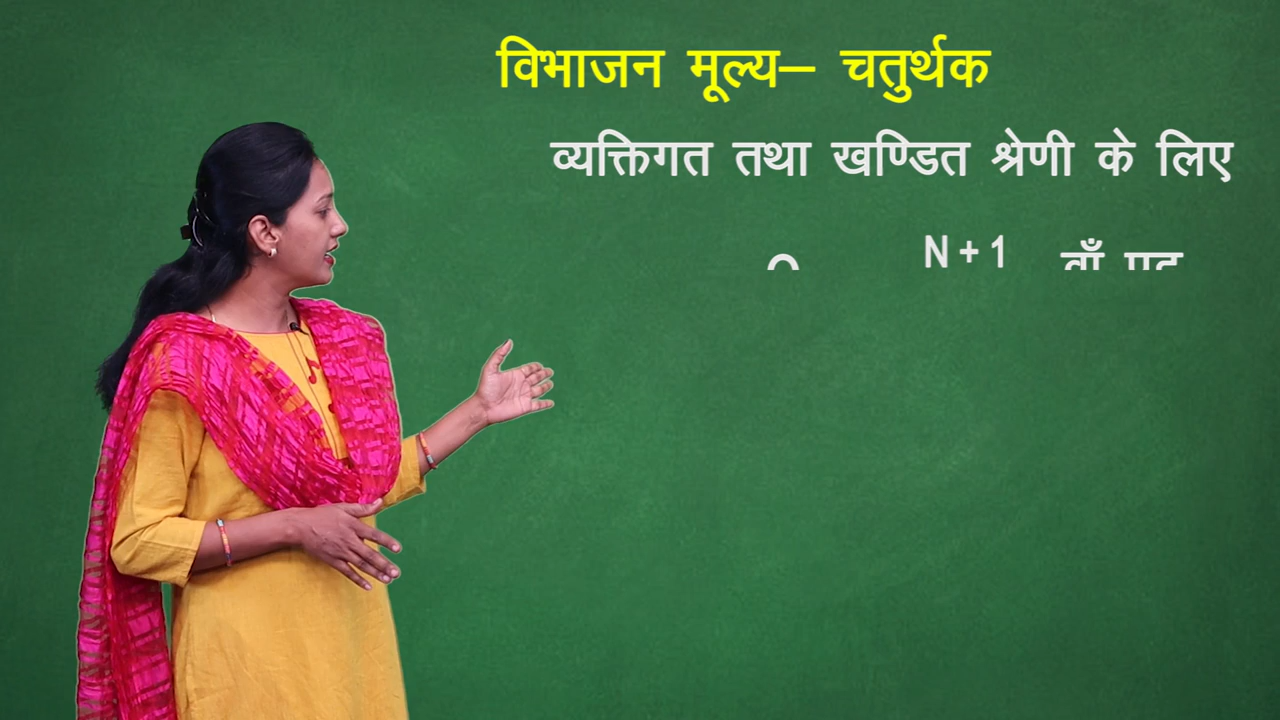 विभाजन मूल्य– चतुर्थक
व्यक्तिगत तथा खण्डित श्रेणी के लिए
N + 1